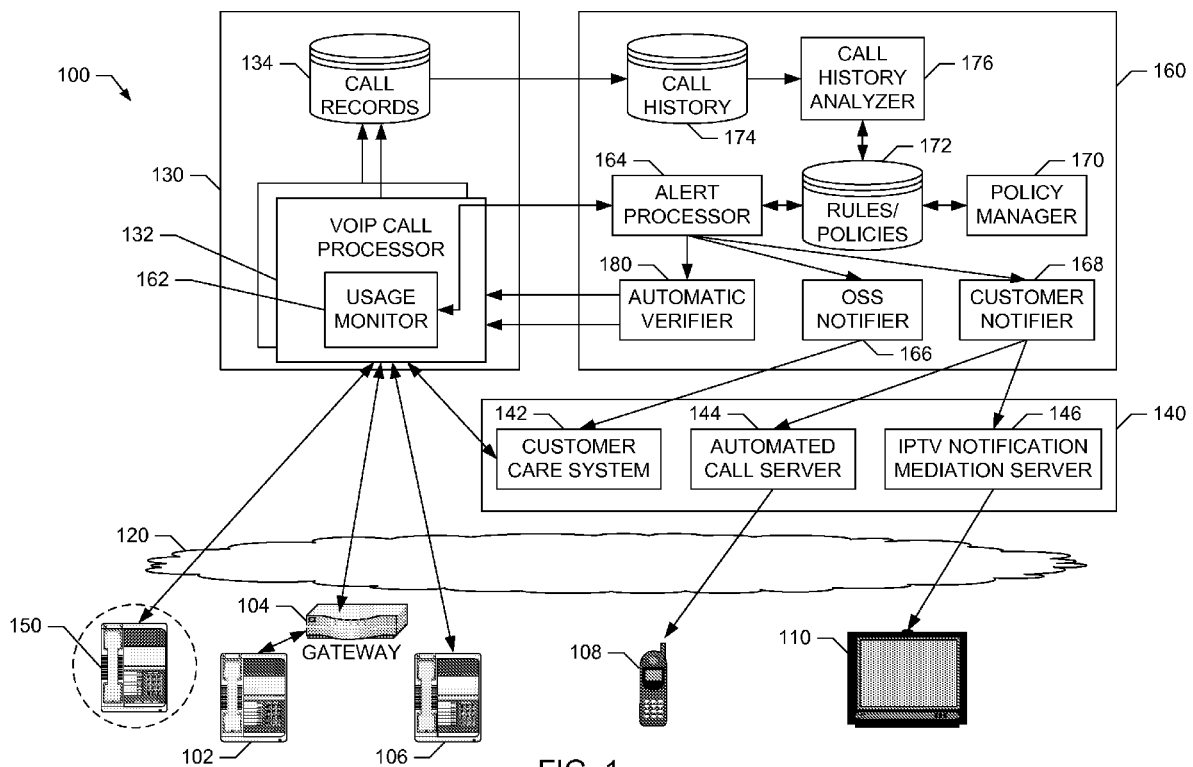 100
134
CALL
RECORDS
CALL
HISTORY
174
CALL
HISTORY
ANALYZER
176
160
130
132
162
VOIP CALL
PROCESSOR
USAGE
MONITOR
164
ALERT
PROCESSOR
172
RULES/
POLICIES
170
POLICY
MANAGER
180
AUTOMATIC
VERIFIER
OSS
NOTIFIER
166
168
CUSTOMER
NOTIFIER
142
CUSTOMER
CARE SYSTEM
144
AUTOMATED
CALL SERVER
146
IPTV NOTIFICATION
MEDIATION SERVER
140
120
150
104
GATEWAY
102
106
108
110
FIG. 1